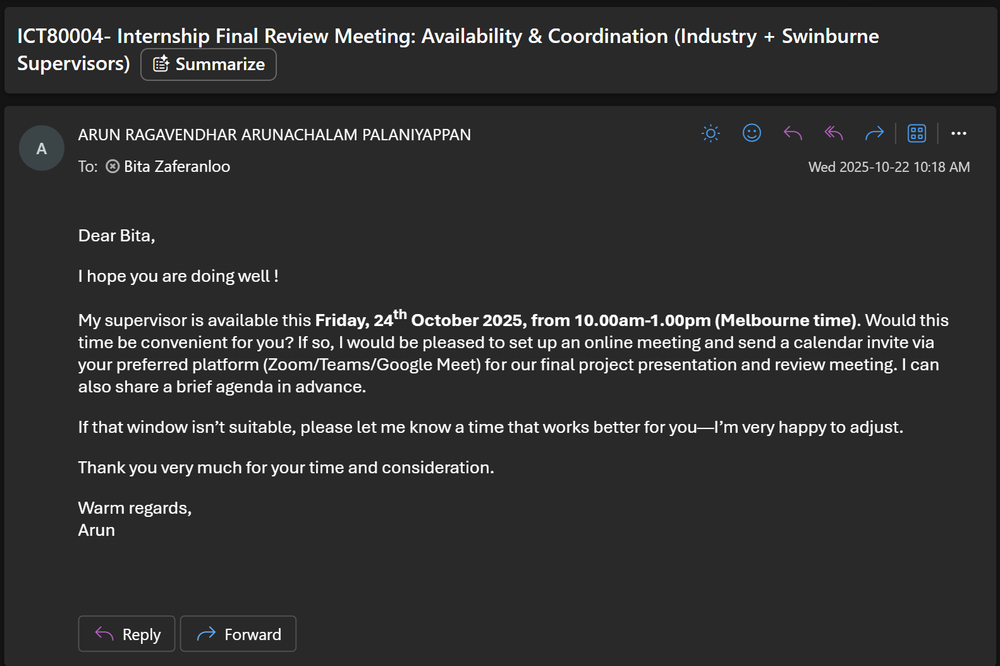 ICT80004- Internship Final Review Meeting: Availability & Coordination (Industry + Swinburne
Supervisors) Summarize
A
ARUN RAGAVENDHAR ARUNACHALAM PALANIYAPPAN
To: Bita Zaferanloo
Wed 2025-10-22 10:18 AM
Dear Bita,
I hope you are doing well !
My supervisor is available this Friday, 24th October 2025, from 10.00am-1.00pm (Melbourne time). Would this
time be convenient for you? If so, I would be pleased to set up an online meeting and send a calendar invite via
your preferred platform (Zoom/Teams/Google Meet) for our final project presentation and review meeting. I can
also share a brief agenda in advance.
If that window isn’t suitable, please let me know a time that works better for you—I’m very happy to adjust.
Thank you very much for your time and consideration.
Warm regards,
Arun
Reply Forward